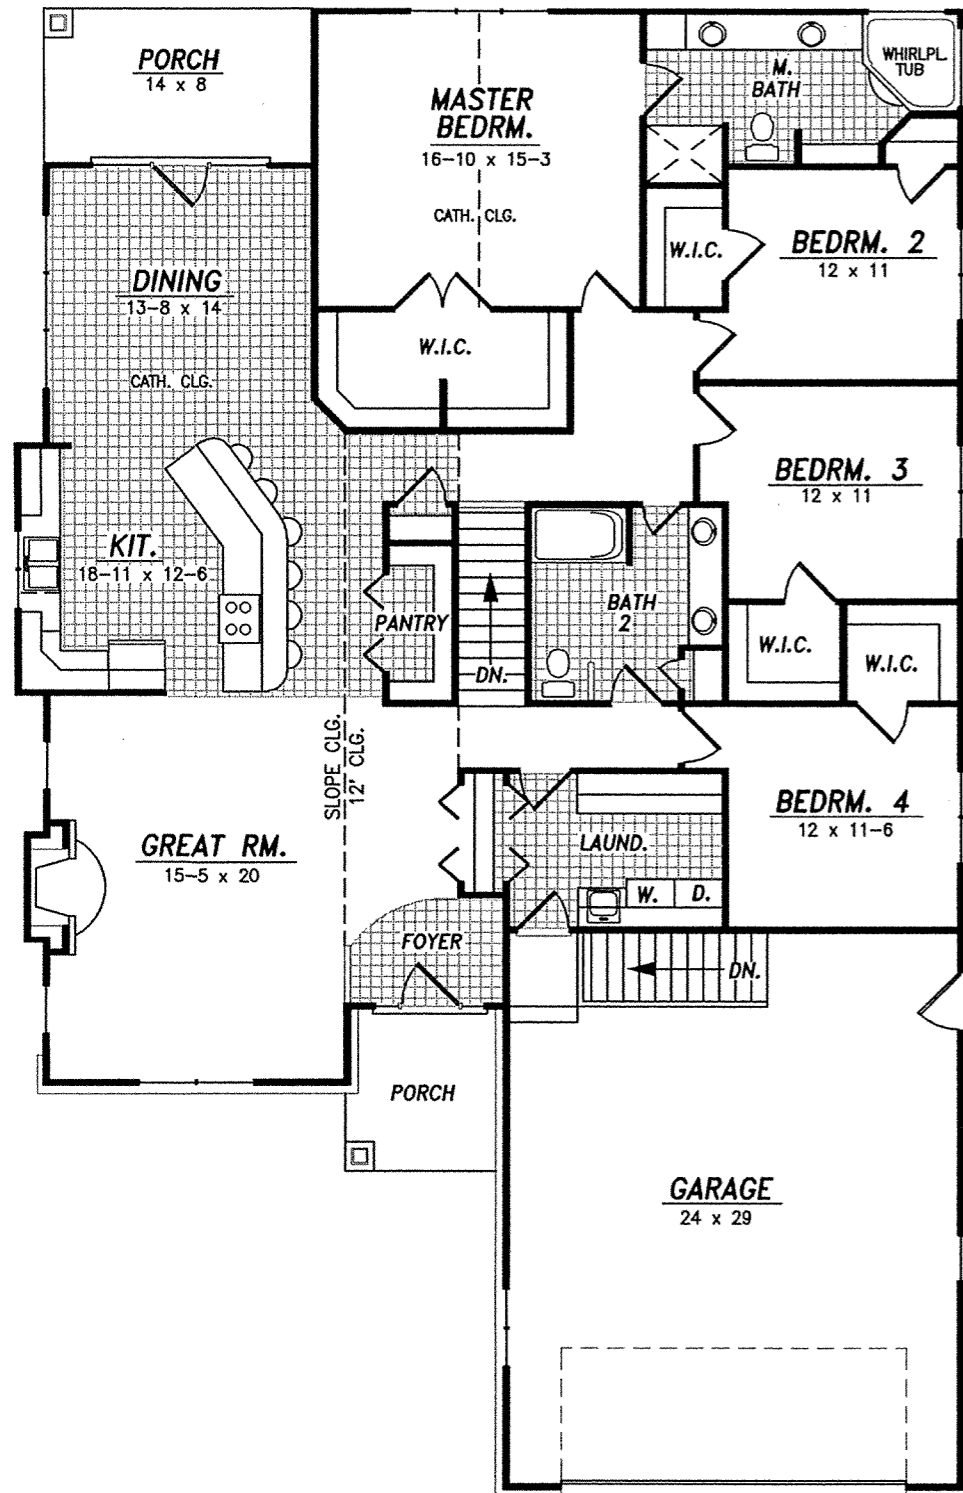 PORCH
14 x 8
MASTER
BEDRM.
16-10 x 15-3
CATH. CLG.
M.
BATH
WHIRLPL
TUB
W.I.C.
BEDRM. 2
12 x 11
DINING
13-8 x 14
CATH. CLG.
W.I.C.
BEDRM. 3
12 x 11
KIT.
18-11 x 12-6
PANTRY
DN.
BATH
2
W.I.C.
W.I.C.
SLOPE CLG.
12' CLG.
GREAT RM.
15-5 x 20
LAUND.
W.
D.
BEDRM. 4
12 x 11-6
FOYER
DN.
PORCH
GARAGE
24 x 29